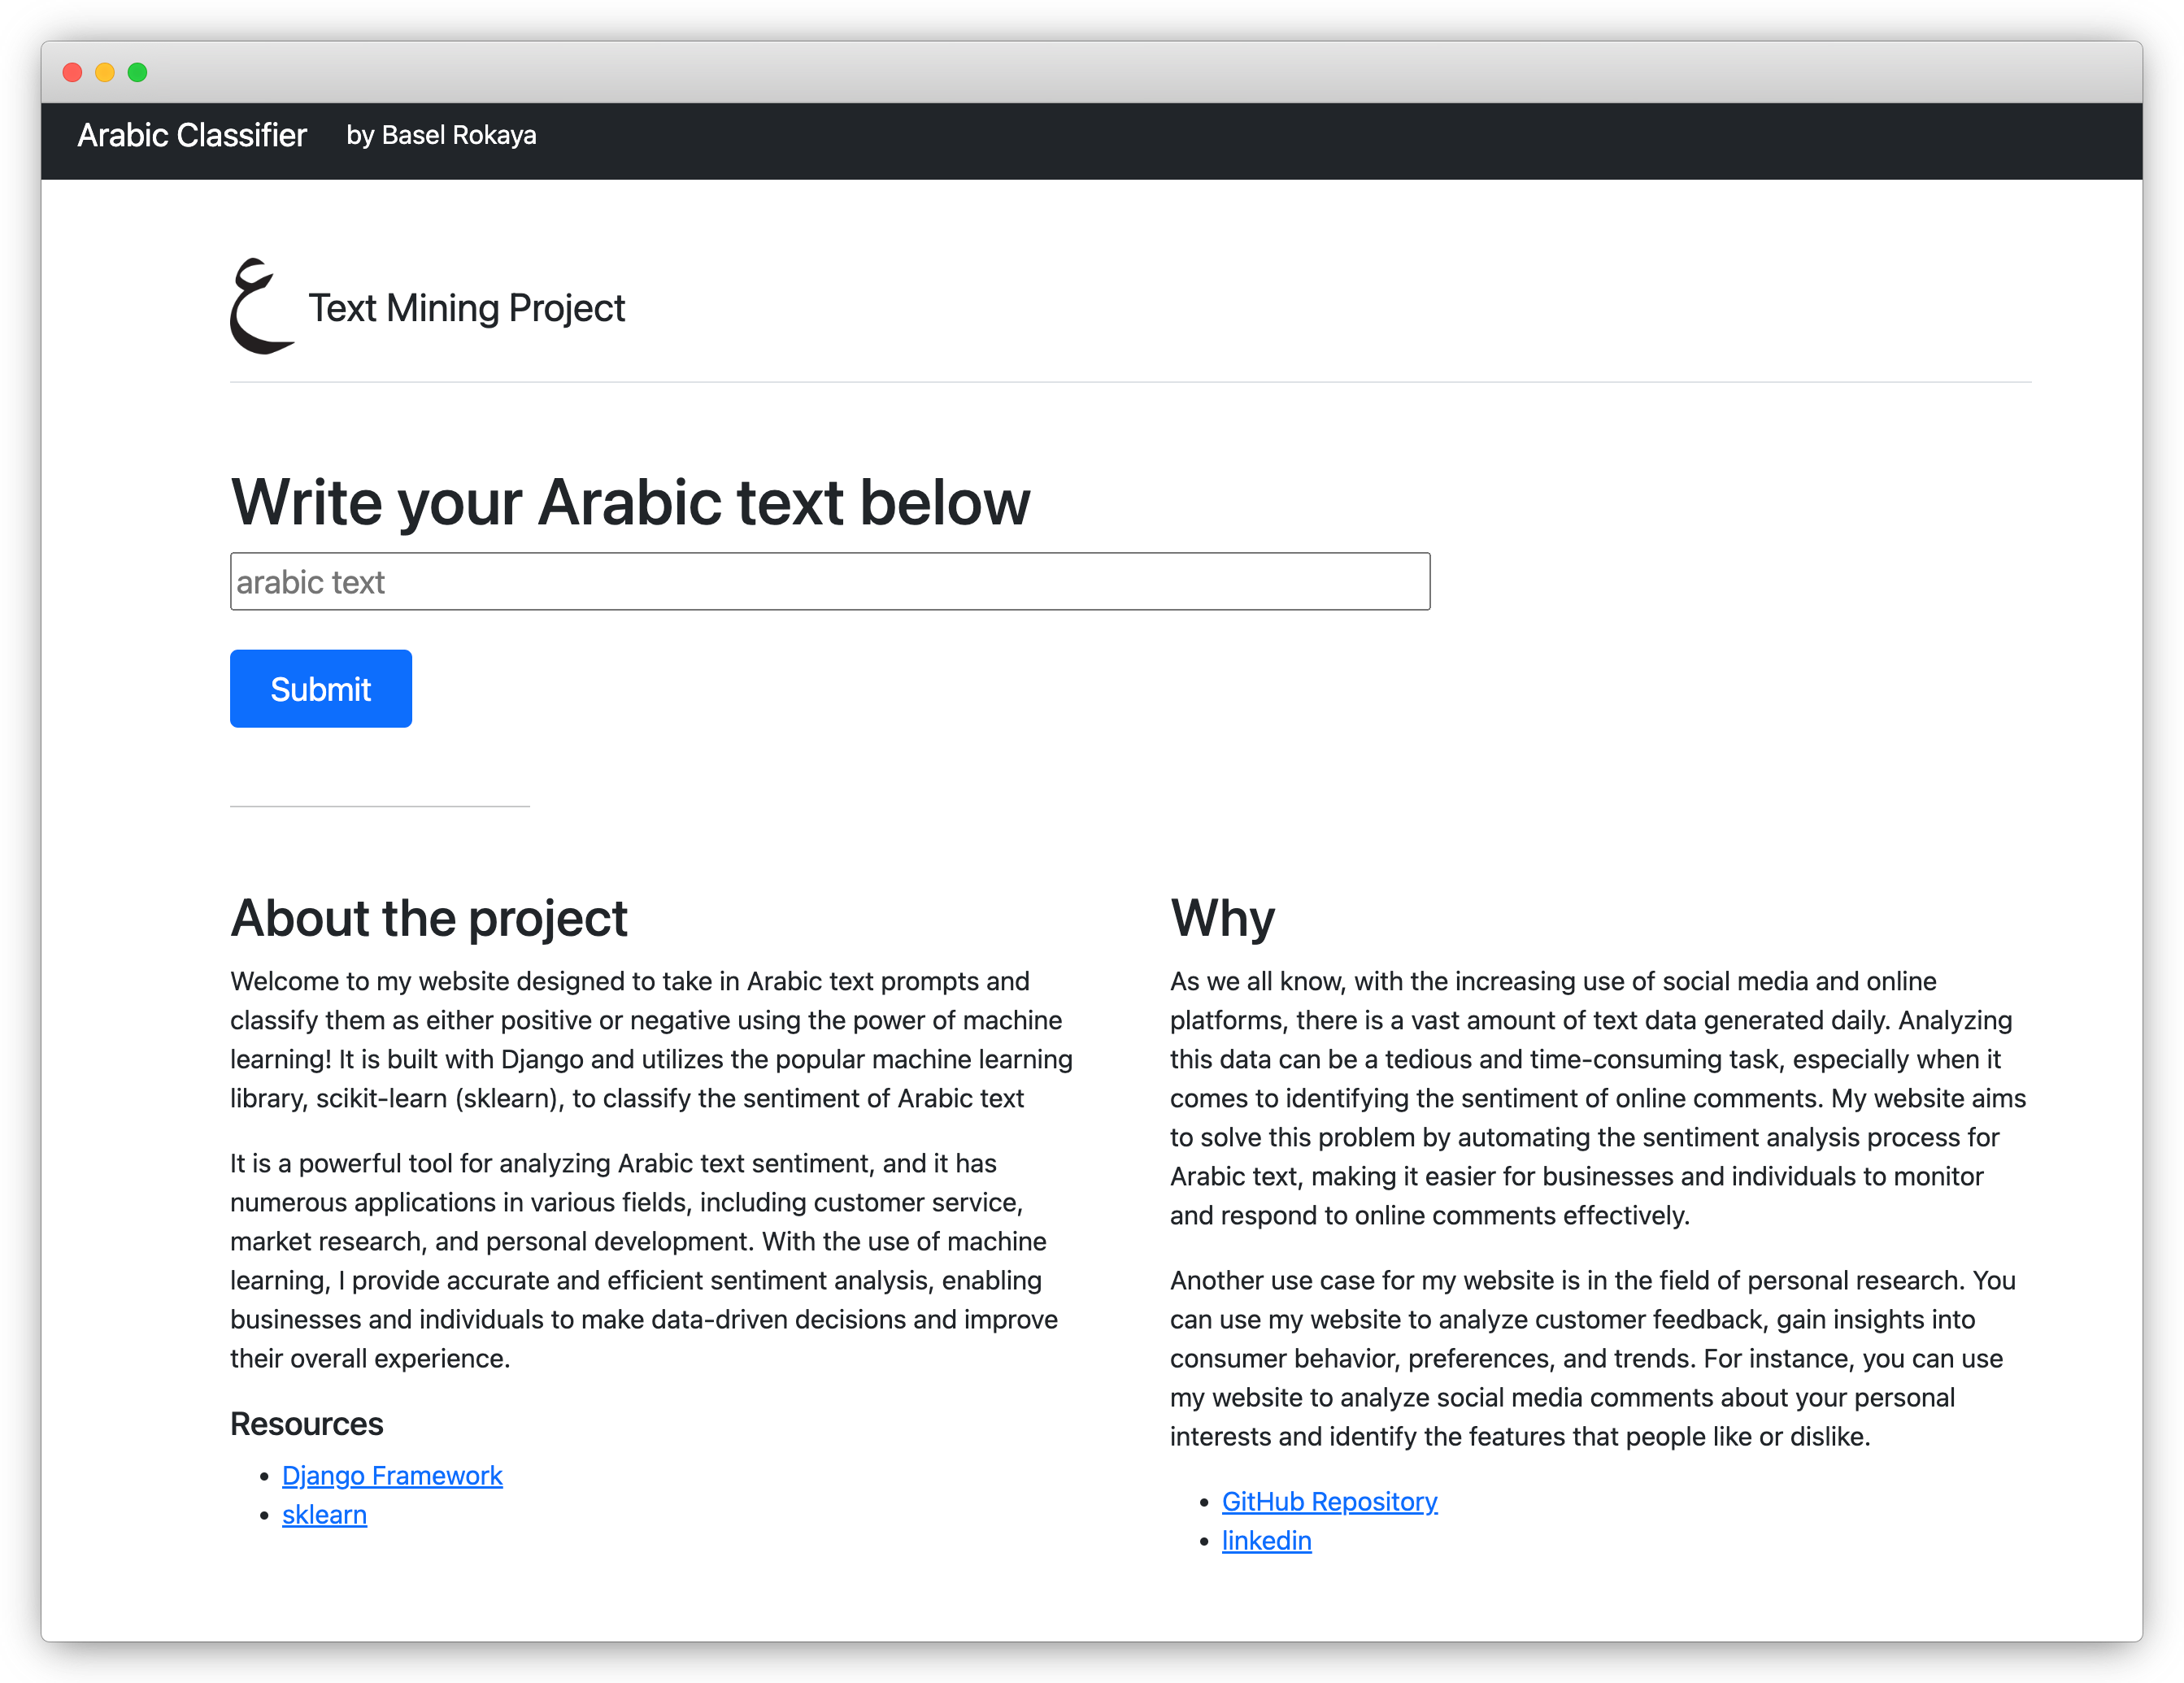 Arabic Classifier by Basel Rokaya
ع Text Mining Project
Write your Arabic text below
arabic text
Submit
About the project
Welcome to my website designed to take in Arabic text prompts and
classify them as either positive or negative using the power of machine
learning! It is built with Django and utilizes the popular machine learning
library, scikit-learn (sklearn), to classify the sentiment of Arabic text
It is a powerful tool for analyzing Arabic text sentiment, and it has
numerous applications in various fields, including customer service,
market research, and personal development. With the use of machine
learning, I provide accurate and efficient sentiment analysis, enabling
businesses and individuals to make data-driven decisions and improve
their overall experience.
Resources
• Django Framework
• sklearn
Why
As we all know, with the increasing use of social media and online
platforms, there is a vast amount of text data generated daily. Analyzing
this data can be a tedious and time-consuming task, especially when it
comes to identifying the sentiment of online comments. My website aims
to solve this problem by automating the sentiment analysis process for
Arabic text, making it easier for businesses and individuals to monitor
and respond to online comments effectively.
Another use case for my website is in the field of personal research. You
can use my website to analyze customer feedback, gain insights into
consumer behavior, preferences, and trends. For instance, you can use
my website to analyze social media comments about your personal
interests and identify the features that people like or dislike.
• GitHub Repository
• linkedin